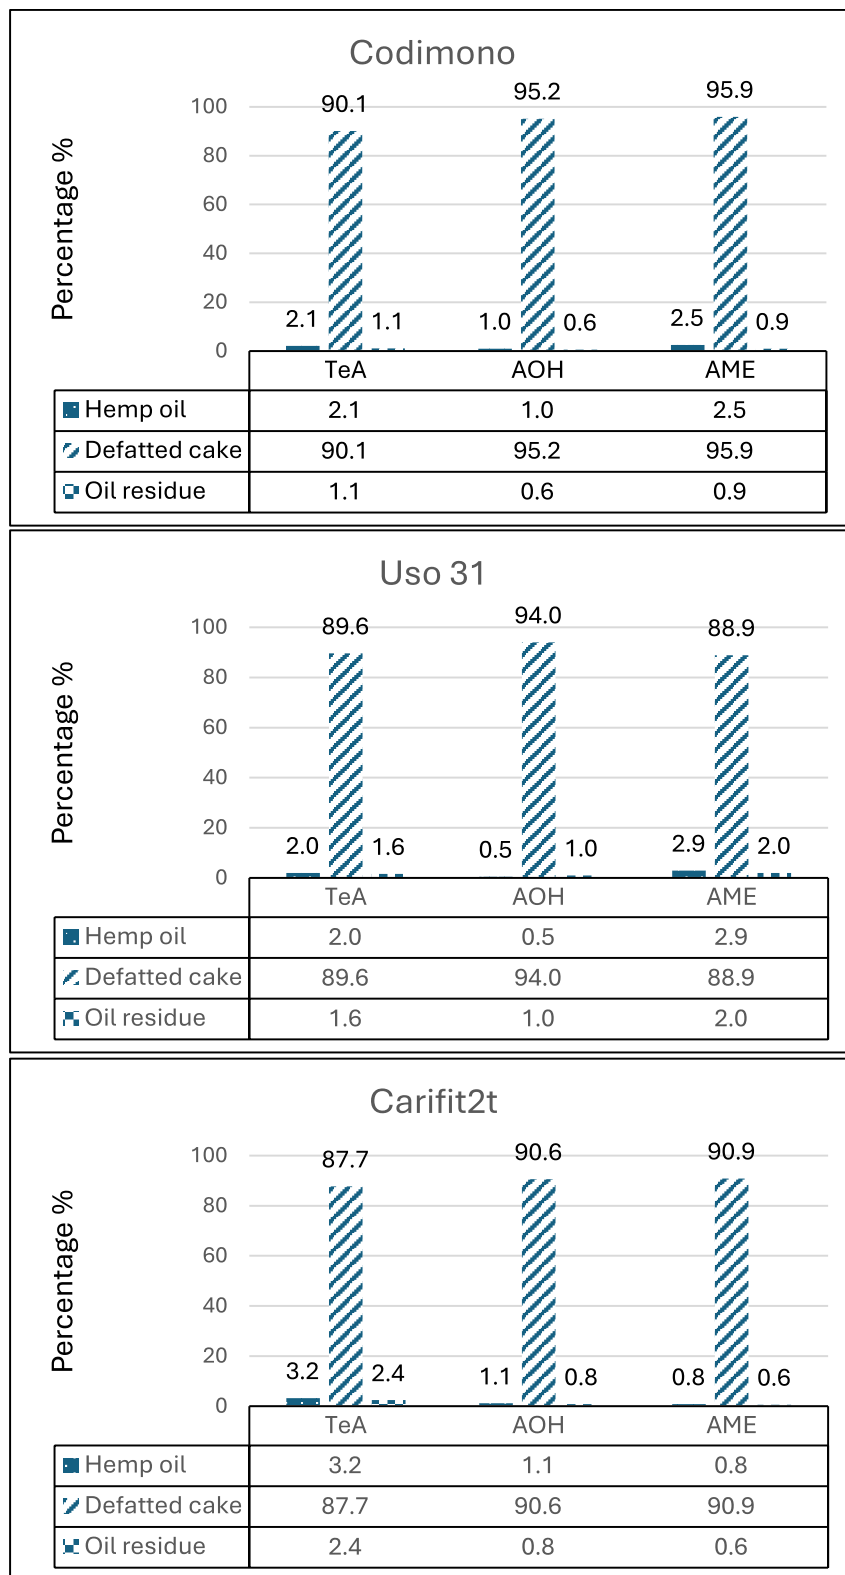 Codimono
Percentage %
100
80
60
40
20
0
90.1
95.2
95.9
2.1
1.1
1.0
0.6
2.5
0.9
TeA AOH AME
Hemp oil 2.1 1.0 2.5
Defatted cake 90.1 95.2 95.9
Oil residue 1.1 0.6 0.9
Uso 31
Percentage %
100
80
60
40
20
0
89.6
94.0
88.9
2.0
1.6
0.5
1.0
2.9
2.0
TeA AOH AME
Hemp oil 2.0 0.5 2.9
Defatted cake 89.6 94.0 88.9
Oil residue 1.6 1.0 2.0
Carifit2t
Percentage %
100
80
60
40
20
0
87.7
90.6
90.9
3.2
2.4
1.1
0.8
0.8
0.6
TeA AOH AME
Hemp oil 3.2 1.1 0.8
Defatted cake 87.7 90.6 90.9
Oil residue 2.4 0.8 0.6